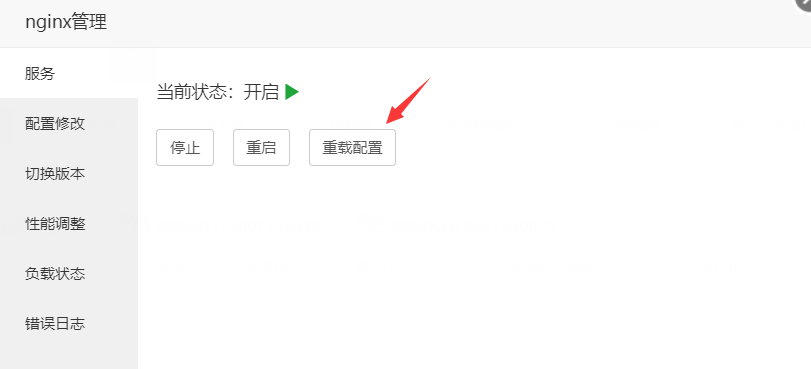 nginx管理
服务
配置修改
切换版本
性能调整
负载状态
错误日志
当前状态：开启
停止 重启 重载配置